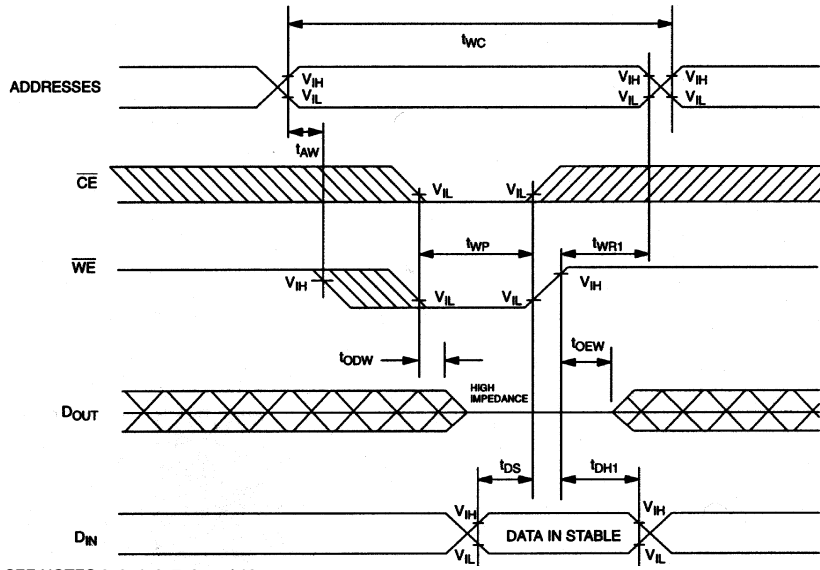 tWC
ADDRESSES
VIH
VIL
VIH
VIL
VIH
VIL
tAW
CE
VIL
VIL
tWP
tWR1
WE
VIH
VIL
VIL
VIH
tODW
tOEW
DOUT
HIGH
IMPEDANCE
tDS
tDH1
DIN
VIH
VIL
DATA IN STABLE
VIH
VIL